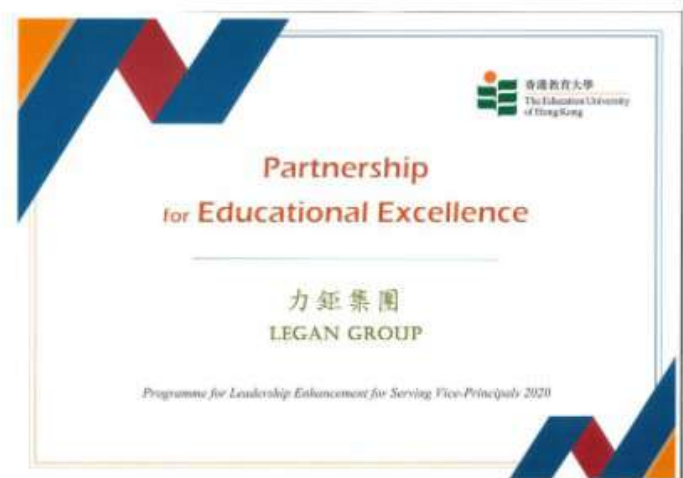 香港教育大學
The Education University
of Hong Kong
Partnership
for Educational Excellence
力鉅集團
LEGAN GROUP
Programme for Leadership Enhancement for Serving Vice-Principals 2020